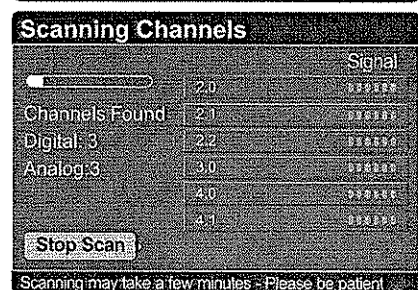 Scanning Channels
Signal
2.0
Channels Found
2.1
Digital: 3
2.2
Analog:3
3.0
4.0
4.1
Stop Scan
Scanning may take a few minutes - Please be patient